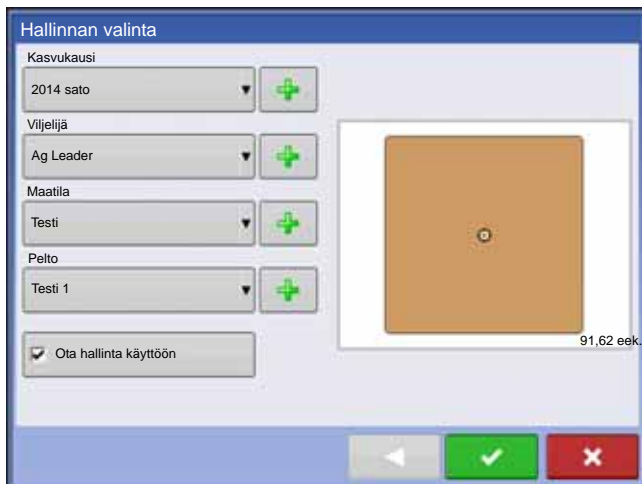 Hallinnan valinta
Kasvukausi
2014 sato
Viljelijä
Ag Leader
Maatila
Testi
Pelto
Testi 1
Ota hallinta käyttöön
91,62 eek.